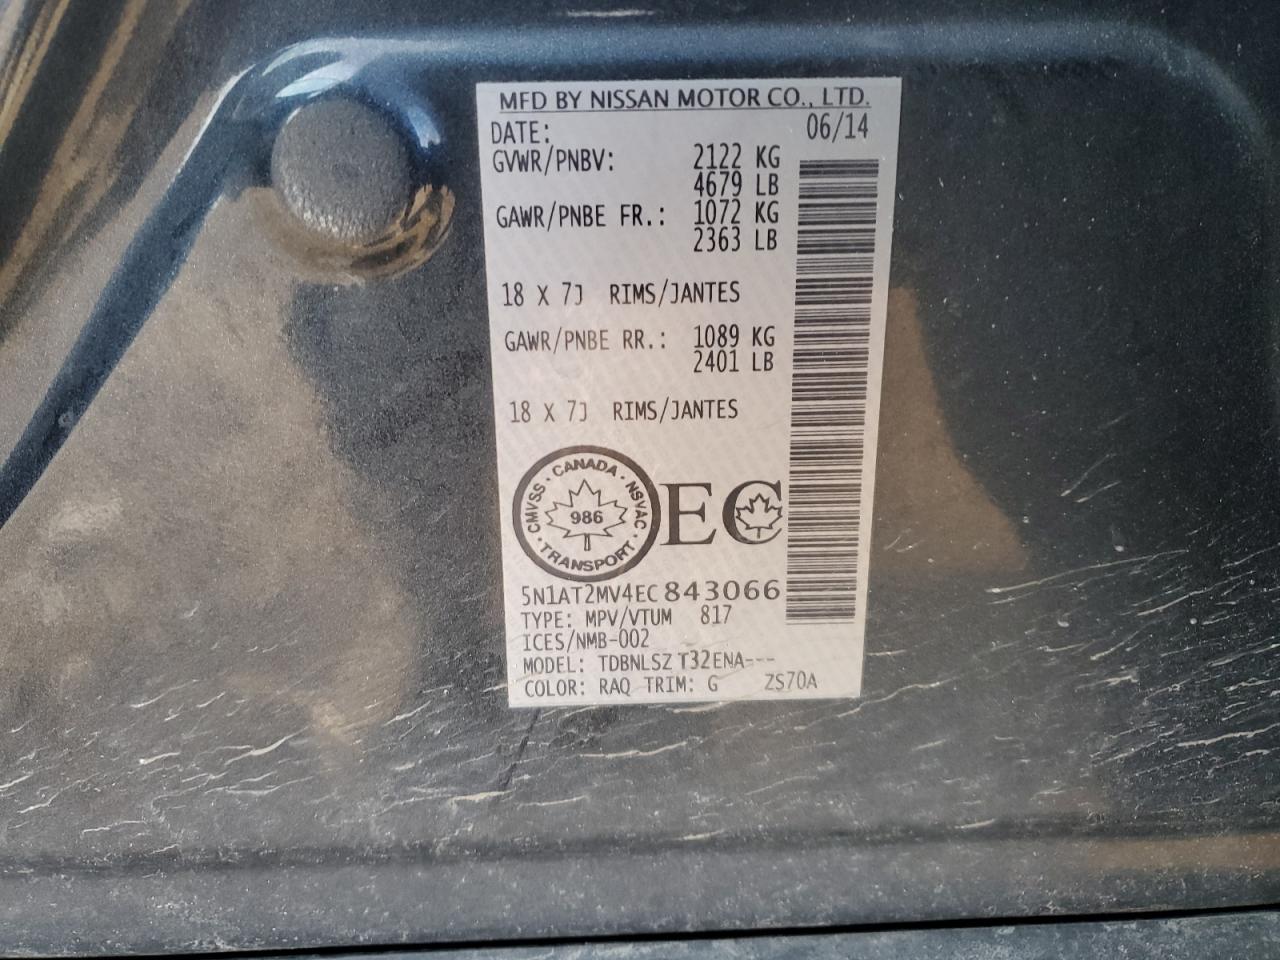 MFD BY NISSAN MOTOR CO., LTD.
DATE: 06/14
GVWR/PNBV: 2122 KG
4679 LB
GAWR/PNBE FR.: 1072 KG
2363 LB
18 X 7J RIMS/JANTES
GAWR/PNBE RR.: 1089 KG
2401 LB
18 X 7J RIMS/JANTES
CMVSS · CANADA · NSVAC · TRANSPORT ·
986
EC
5N1AT2MV4EC843066
TYPE: MPV/VTUM 817
ICES/NMB-002
MODEL: TDBNLSZ T32ENA---
COLOR: RAQ TRIM: G ZS70A